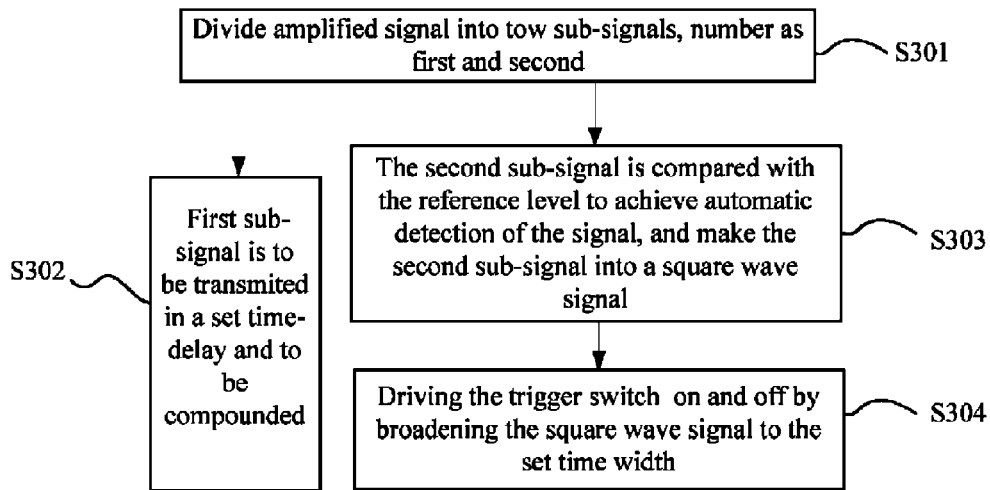 Divide amplified signal into tow sub-signals, number as
first and second
S301
The second sub-signal is compared with
the reference level to achieve automatic
detection of the signal, and make the
second sub-signal into a square wave
signal
S303
First sub-
signal is to
be transmited
in a set time-
delay and to
be
compounded
S302
Driving the trigger switch on and off by
broadening the square wave signal to the
set time width
S304